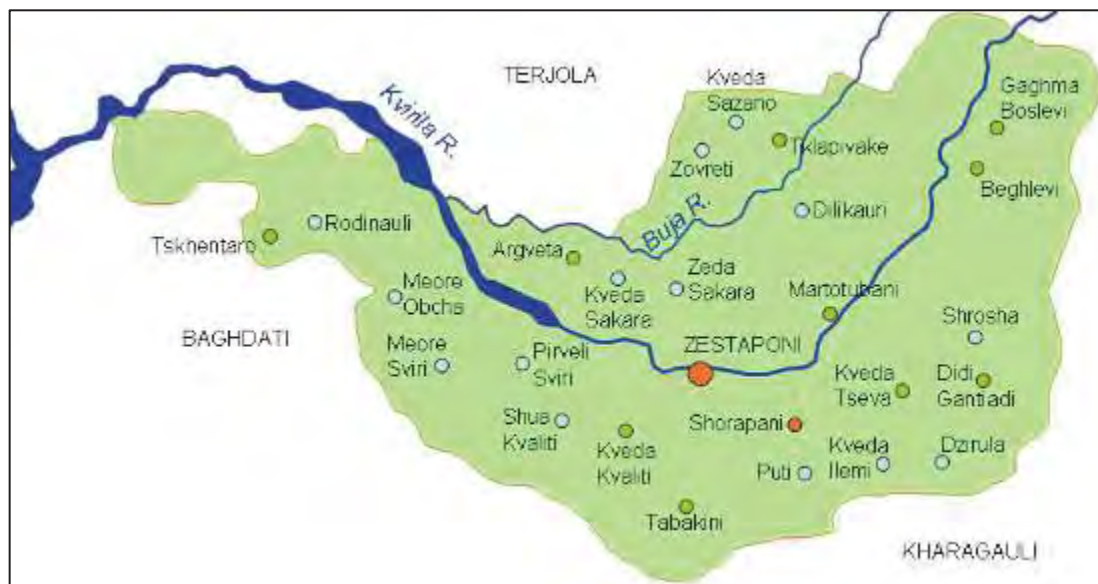 TERJOLA
Kveda
Sazano
Gaghma
Boslevi
Kvirila R.
Tklapivake
Zovreti
Beghlevi
Buja R.
Dilikauri
Rodinauli
Tskhentaro
Argveta
Meore
Obcha
Kveda
Sakara
Zeda
Sakara
Martotubani
BAGHDATI
Shrosha
Meore
Sviri
Pirveli
Sviri
ZESTAPONI
Kveda
Tseva
Didi
Gantiadi
Shua
Kvaliti
Kveda
Kvaliti
Shorapani
Puti
Kveda
Ilemi
Dzirula
Tabakini
KHARAGAULI